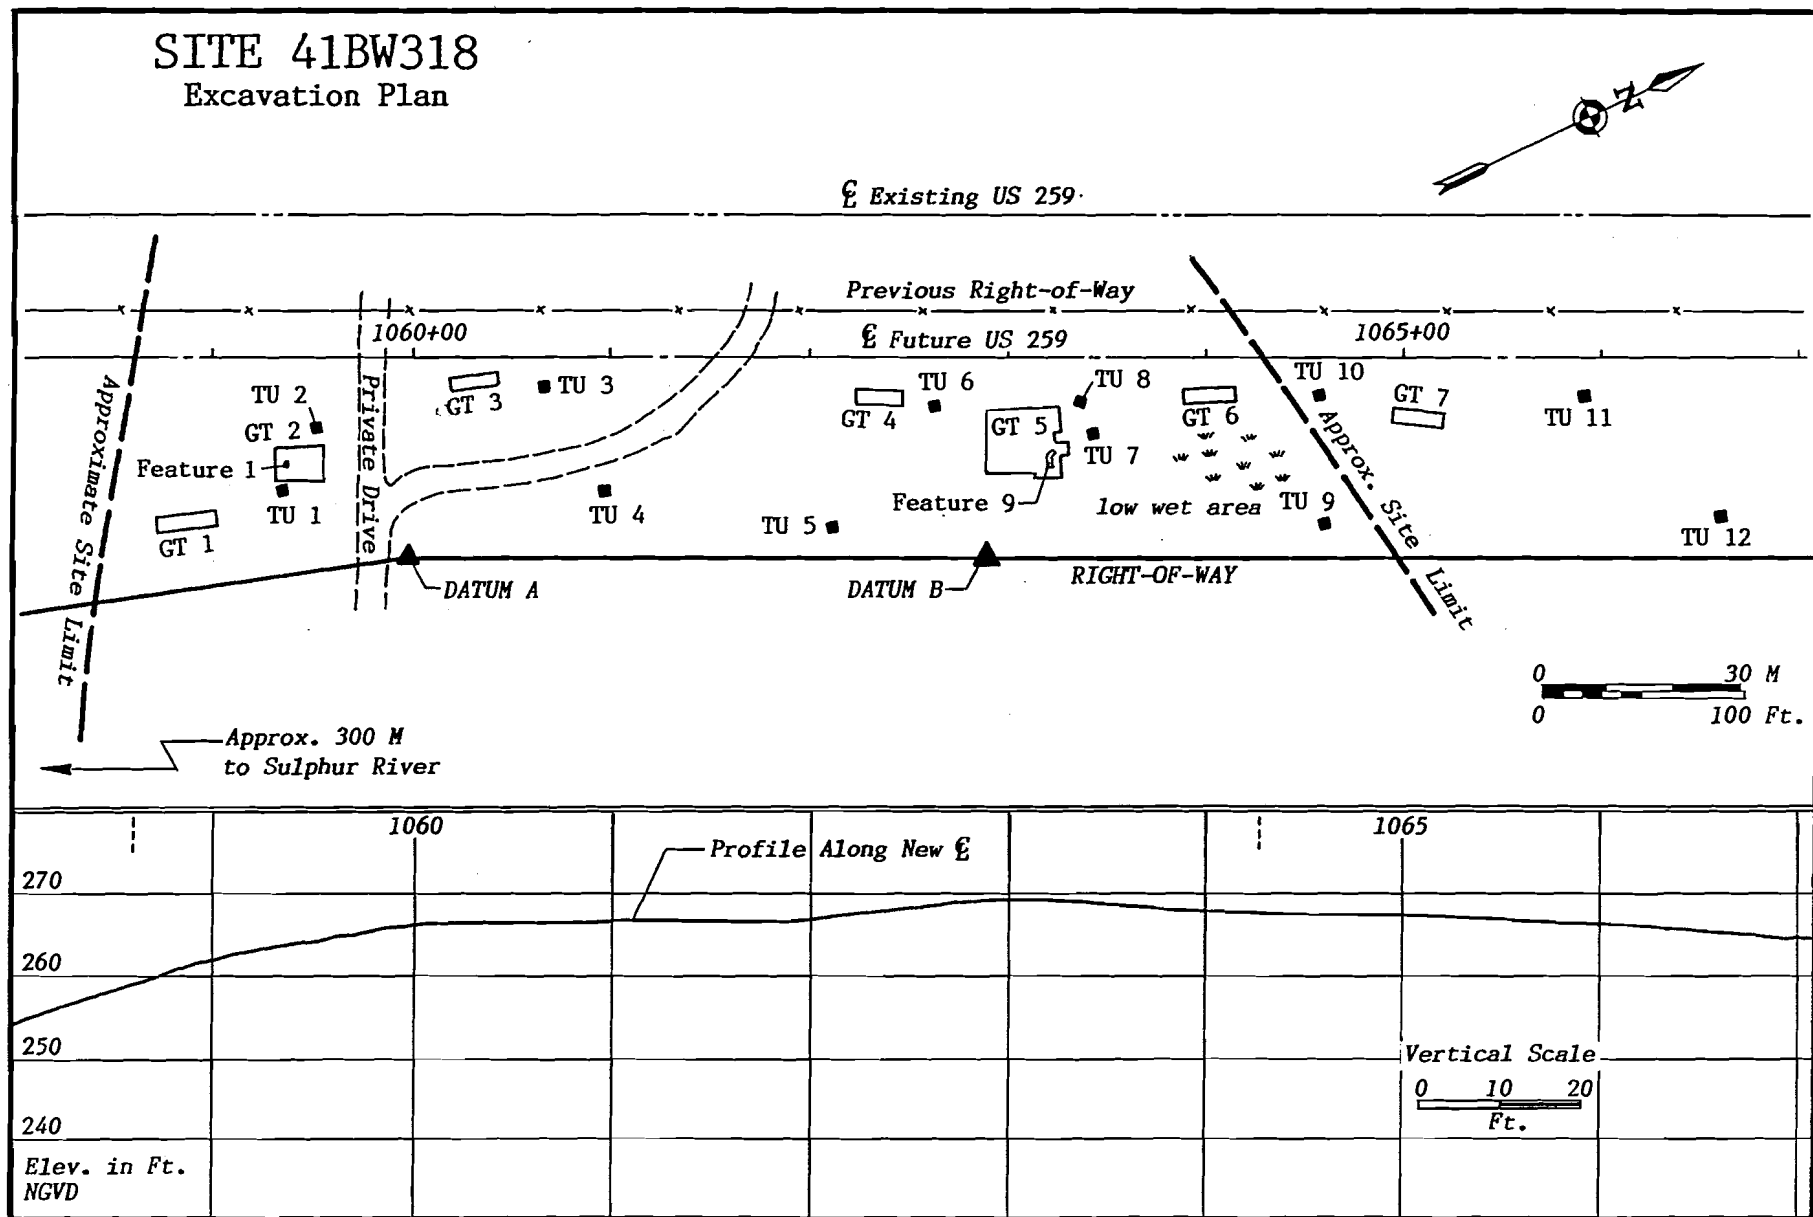 SITE 41BW318
Excavation Plan
N
℄ Existing US 259
Previous Right-of-Way
1060+00
℄ Future US 259
1065+00
Approximate Site Limit
TU 2
GT 2
Feature 1
TU 1
GT 1
Private Drive
GT 3
TU 3
TU 4
TU 5
GT 4
TU 6
GT 5
TU 8
TU 7
Feature 9
GT 6
low wet area
TU 10
TU 9
Approx. Site Limit
GT 7
TU 11
TU 12
DATUM A
DATUM B
RIGHT-OF-WAY
0 30 M
0 100 Ft.
Approx. 300 M
to Sulphur River
1060
1065
Profile Along New ℄
270
260
250
240
Vertical Scale
0 10 20
Ft.
Elev. in Ft.
NGVD